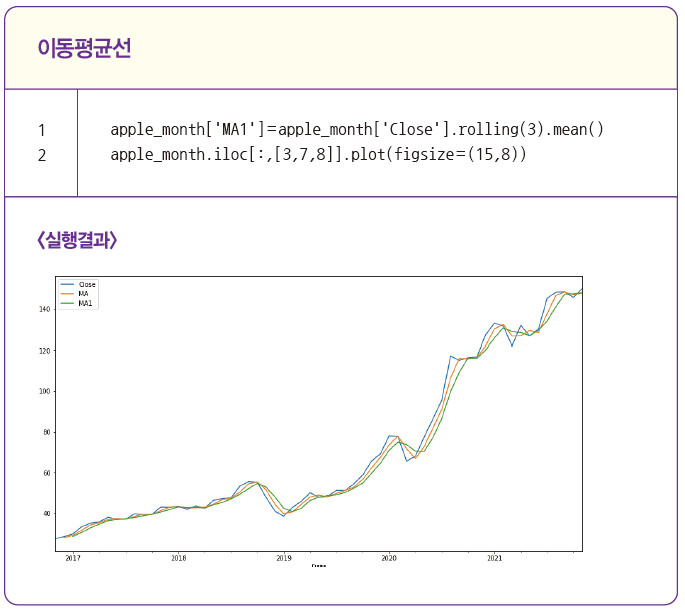 이동평균선
1 apple_month['MA1']=apple_month['Close'].rolling(3).mean()
2 apple_month.iloc[:,[3,7,8]].plot(figsize=(15,8))
〈실행결과〉
Close
MA
MA1
140
120
100
80
60
40
2017 2018 2019 2020 2021